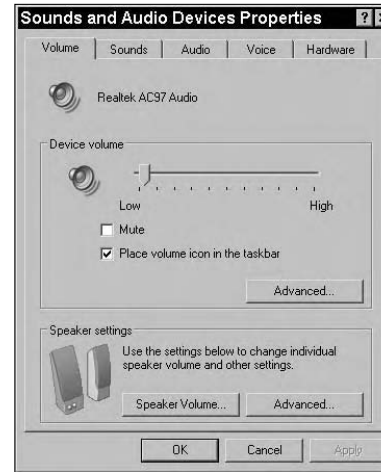 Sounds and Audio Devices Properties ?
Volume Sounds Audio Voice Hardware
Realtek AC97 Audio
Device volume
Low High
Mute
Place volume icon in the taskbar
Advanced...
Speaker settings
Use the settings below to change individual
speaker volume and other settings.
Speaker Volume... Advanced...
OK Cancel Apply